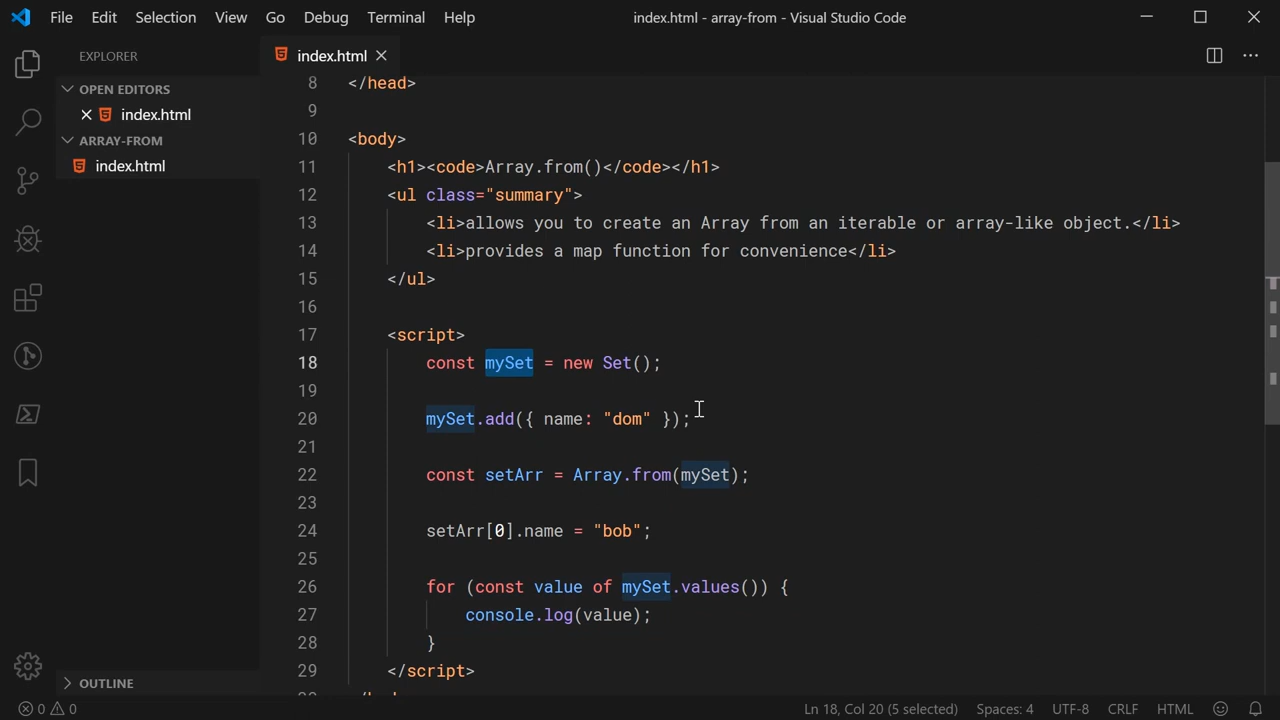 File Edit Selection View Go Debug Terminal Help index.html - array-from - Visual Studio Code
EXPLORER
OPEN EDITORS
index.html
ARRAY-FROM
index.html
OUTLINE
index.html
8 </head>
9
10 <body>
11 <h1><code>Array.from()</code></h1>
12 <ul class="summary">
13 <li>allows you to create an Array from an iterable or array-like object.</li>
14 <li>provides a map function for convenience</li>
15 </ul>
16
17 <script>
18 const mySet = new Set();
19
20 mySet.add({ name: "dom" });
21
22 const setArr = Array.from(mySet);
23
24 setArr[0].name = "bob";
25
26 for (const value of mySet.values()) {
27 console.log(value);
28 }
29 </script>
0 0 Ln 18, Col 20 (5 selected) Spaces: 4 UTF-8 CRLF HTML